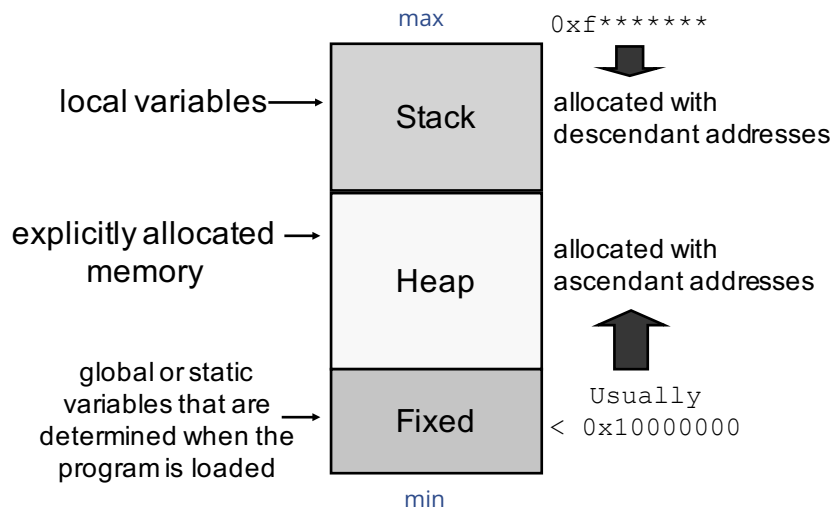 max
0xf*******
local variables
Stack
allocated with
descendant addresses
explicitly allocated
memory
Heap
allocated with
ascendant addresses
global or static
variables that are
determined when the
program is loaded
Fixed
Usually
< 0x10000000
min